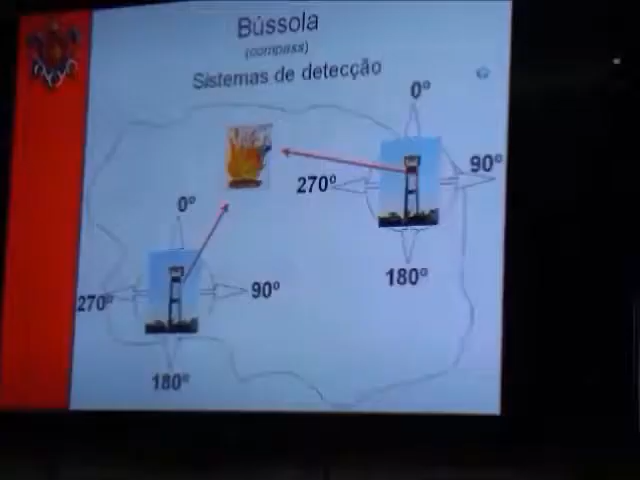 Bússola
(compass)
Sistemas de detecção
0º
90º
270º
180º
0º
270º
90º
180º